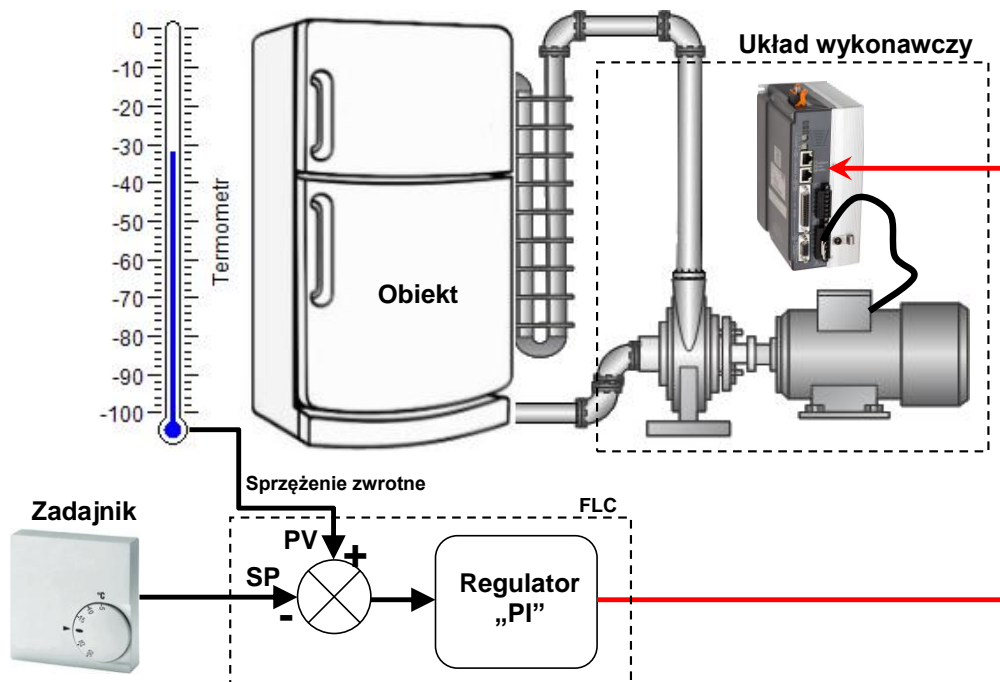 0
-10
-20
-30
-40
-50
-60
-70
-80
-90
-100
Termometr
Obiekt
Układ wykonawczy
Sprzężenie zwrotne
Zadajnik
FLC
PV
+
SP
-
Regulator
„PI”
°C